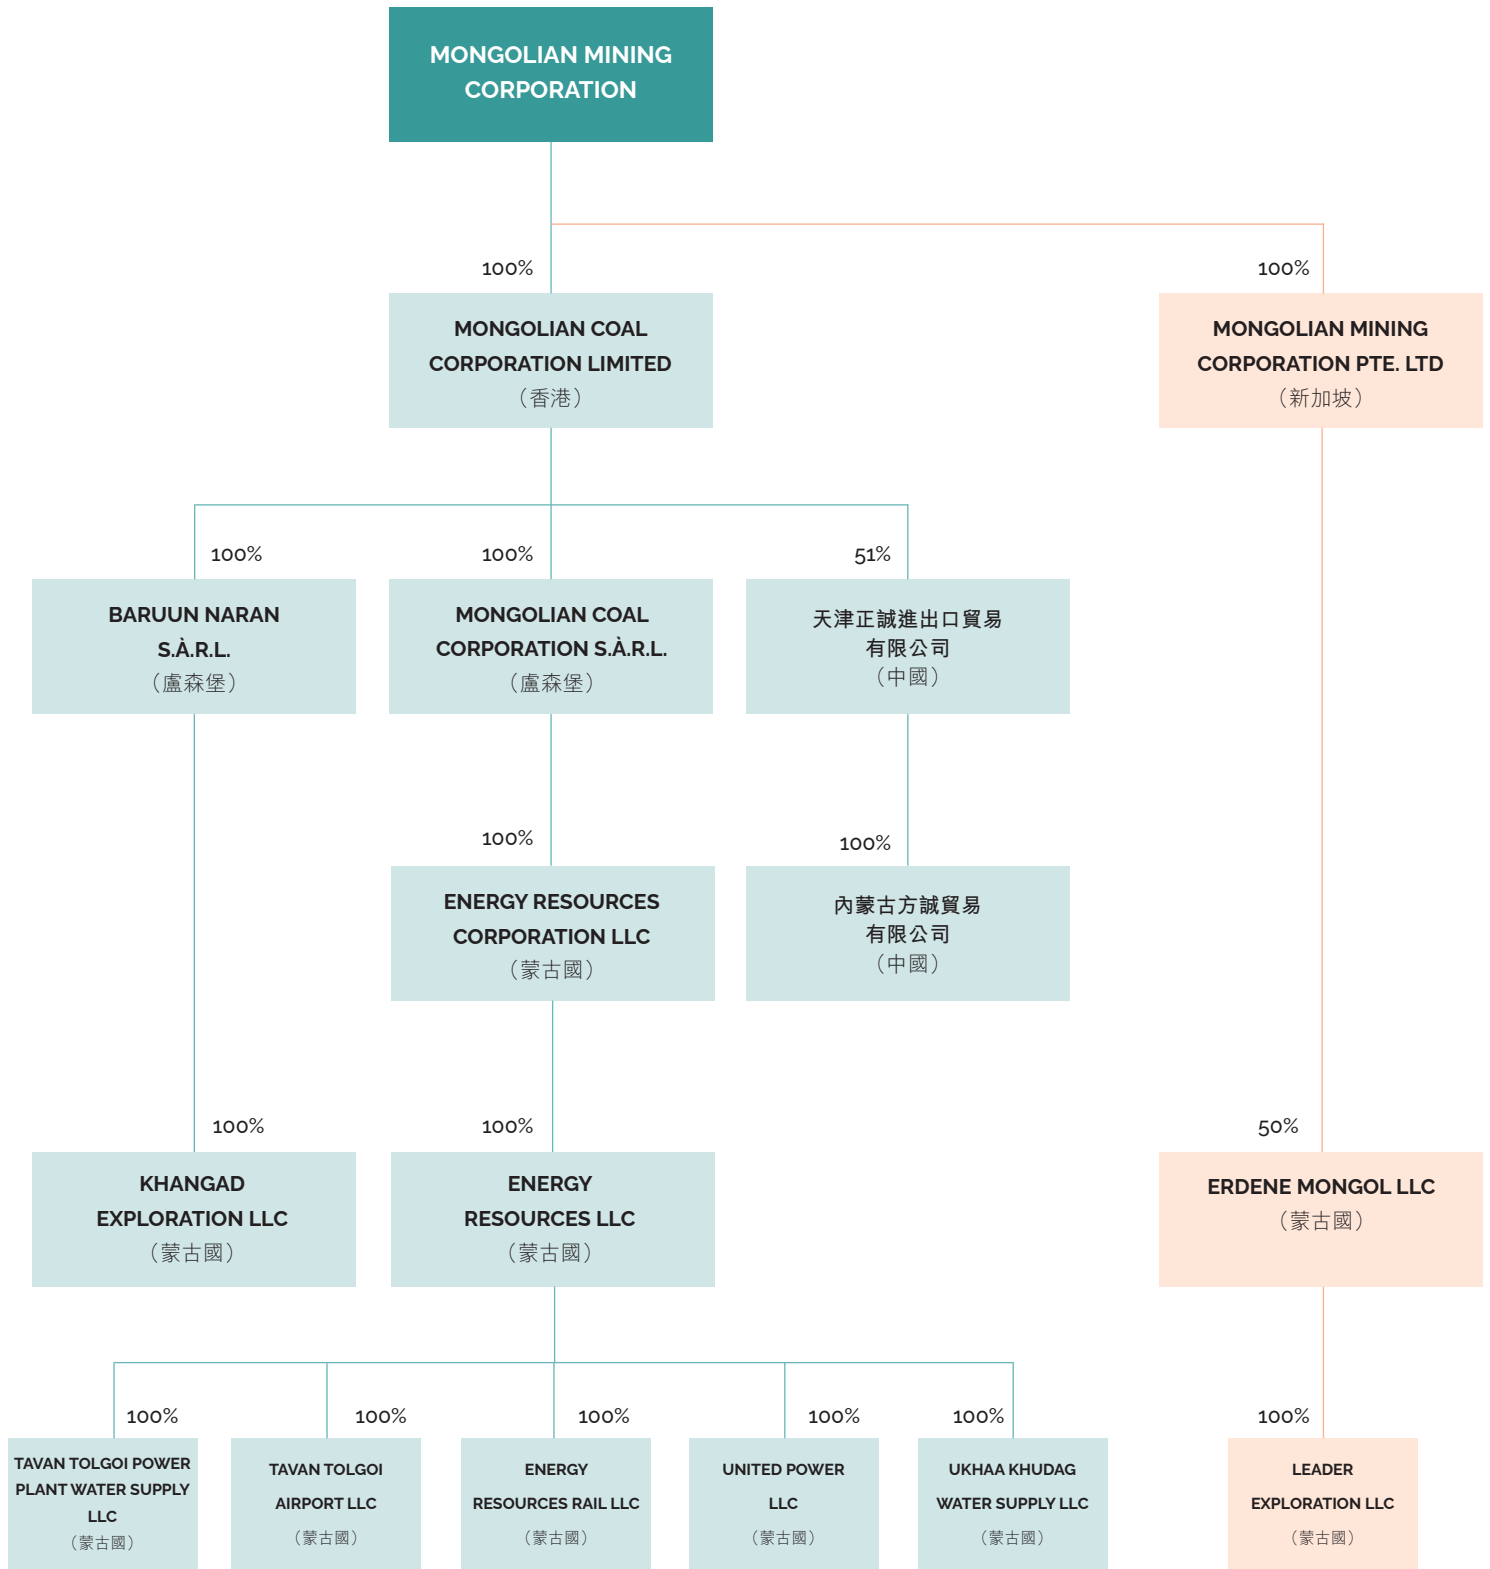 MONGOLIAN MINING
CORPORATION
100%
100%
MONGOLIAN COAL
CORPORATION LIMITED
（香港）
MONGOLIAN MINING
CORPORATION PTE. LTD
（新加坡）
100%
100%
51%
BARUUN NARAN
S.À.R.L.
（盧森堡）
MONGOLIAN COAL
CORPORATION S.À.R.L.
（盧森堡）
天津正誠進出口貿易
有限公司
（中國）
100%
100%
ENERGY RESOURCES
CORPORATION LLC
（蒙古國）
內蒙古方誠貿易
有限公司
（中國）
100%
100%
50%
KHANGAD
EXPLORATION LLC
（蒙古國）
ENERGY
RESOURCES LLC
（蒙古國）
ERDENE MONGOL LLC
（蒙古國）
100%
100%
100%
100%
100%
100%
TAVAN TOLGOI POWER
PLANT WATER SUPPLY
LLC
（蒙古國）
TAVAN TOLGOI
AIRPORT LLC
（蒙古國）
ENERGY
RESOURCES RAIL LLC
（蒙古國）
UNITED POWER
LLC
（蒙古國）
UKHAA KHUDAG
WATER SUPPLY LLC
（蒙古國）
LEADER
EXPLORATION LLC
（蒙古國）